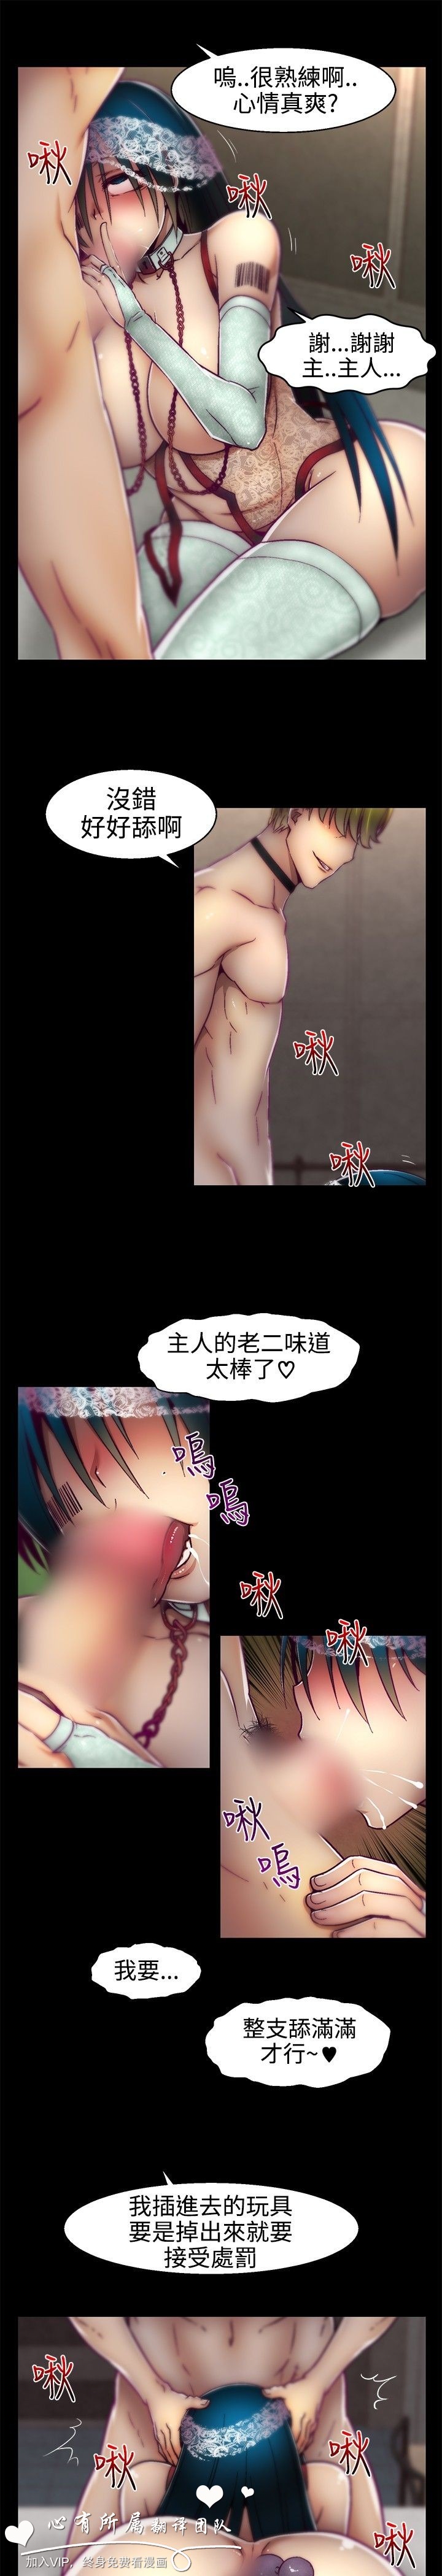 嗚..很熟練啊..
心情真爽?
啾
啾
啾
謝...謝謝
主..主人...
沒錯
好好舔啊
啾
啾
主人的老二味道
太棒了♡
嗚
嗚
啾
啾
啾
嗚
我要...
整支舔滿滿
才行~♥
我插進去的玩具
要是掉出來就要
接受處罰
啾
啾
啾
啾
心有所属翻译团队
加入VIP，終身免费看漫画